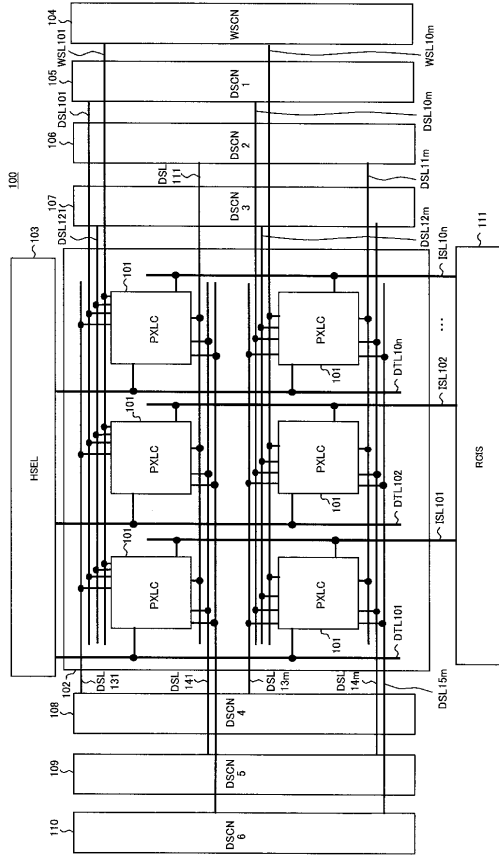 100
103
HSEL
110
109
108
102
107
106
105
104
DSL121
DSL101
WSL101
DSL
131
101
101
101
PXLC
PXLC
PXLC
DSL
111
DSL
141
DSCN
6
DSCN
5
DSCN
4
DSCN
3
DSCN
2
DSCN
1
WSCN
DSL
13m
PXLC
PXLC
PXLC
101
101
101
DSL
14m
DSL15m
WSL10m
DSL10m
DSL11m
DSL12m
DTL101
DTL102
DTL10n
ISL101
ISL102
...
ISL10n
RCIS
111